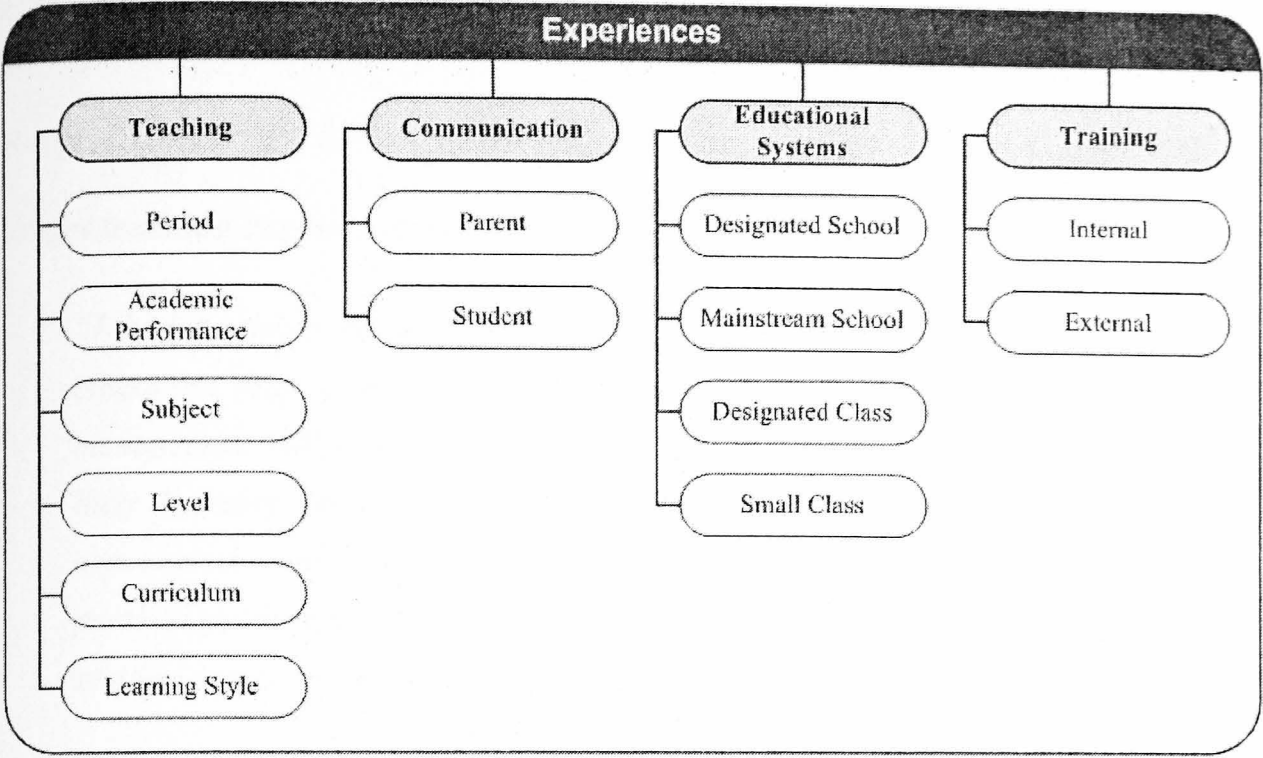 Experiences
Teaching
Period
Academic
Performance
Subject
Level
Curriculum
Learning Style
Communication
Parent
Student
Educational
Systems
Designated School
Mainstream School
Designated Class
Small Class
Training
Internal
External